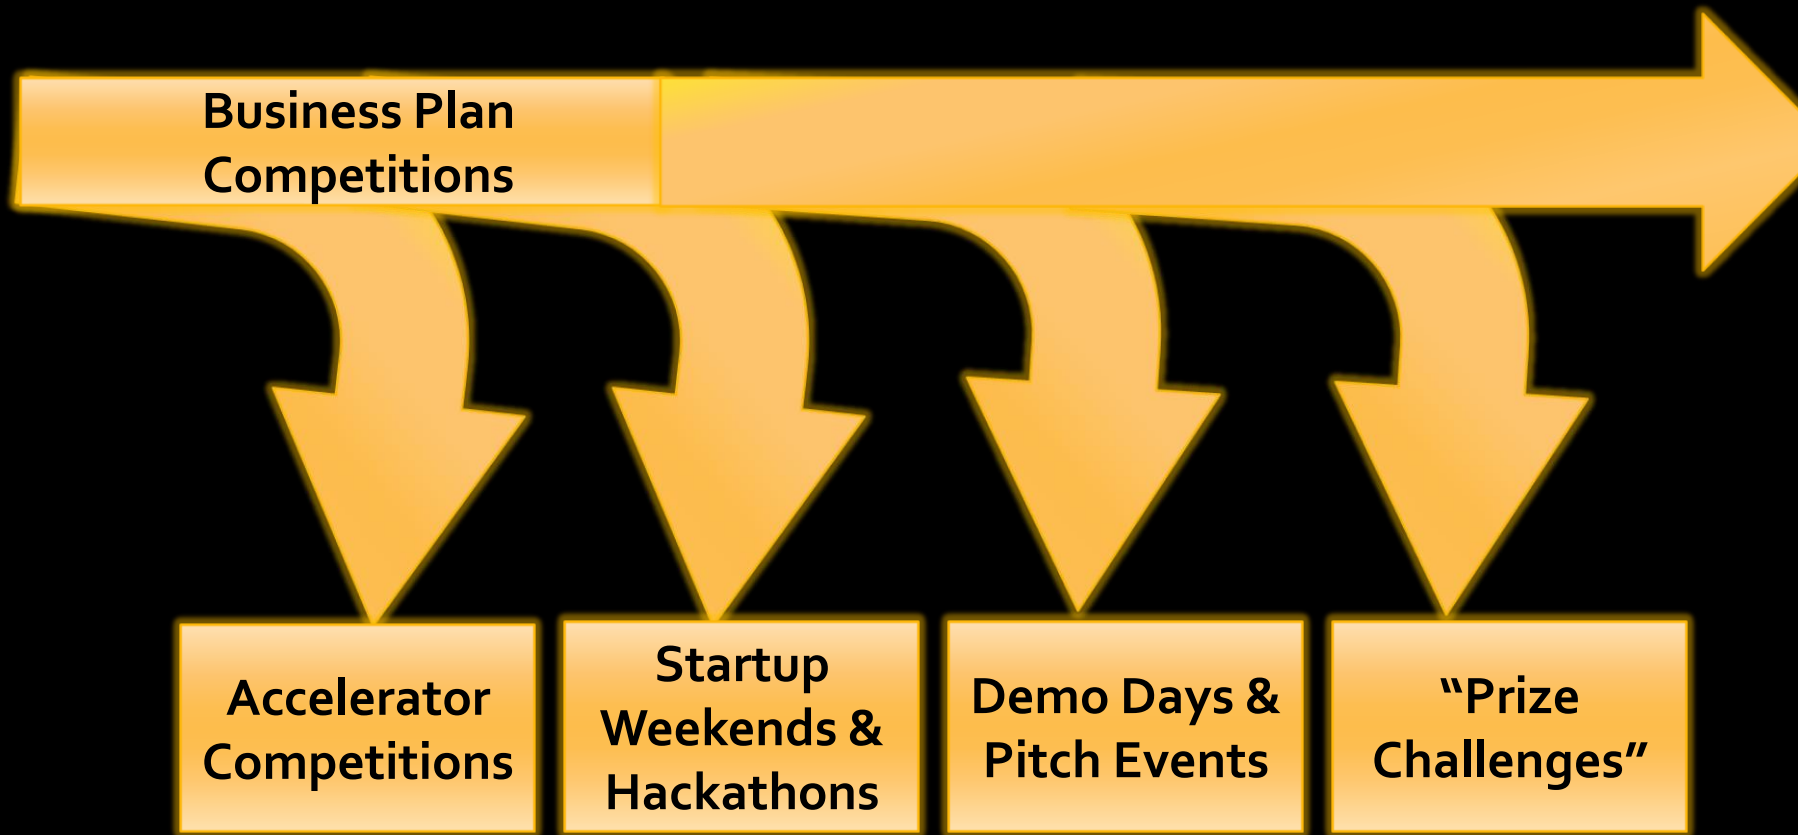 Business Plan
Competitions
Accelerator
Competitions
Startup
Weekends &
Hackathons
Demo Days &
Pitch Events
“Prize
Challenges”